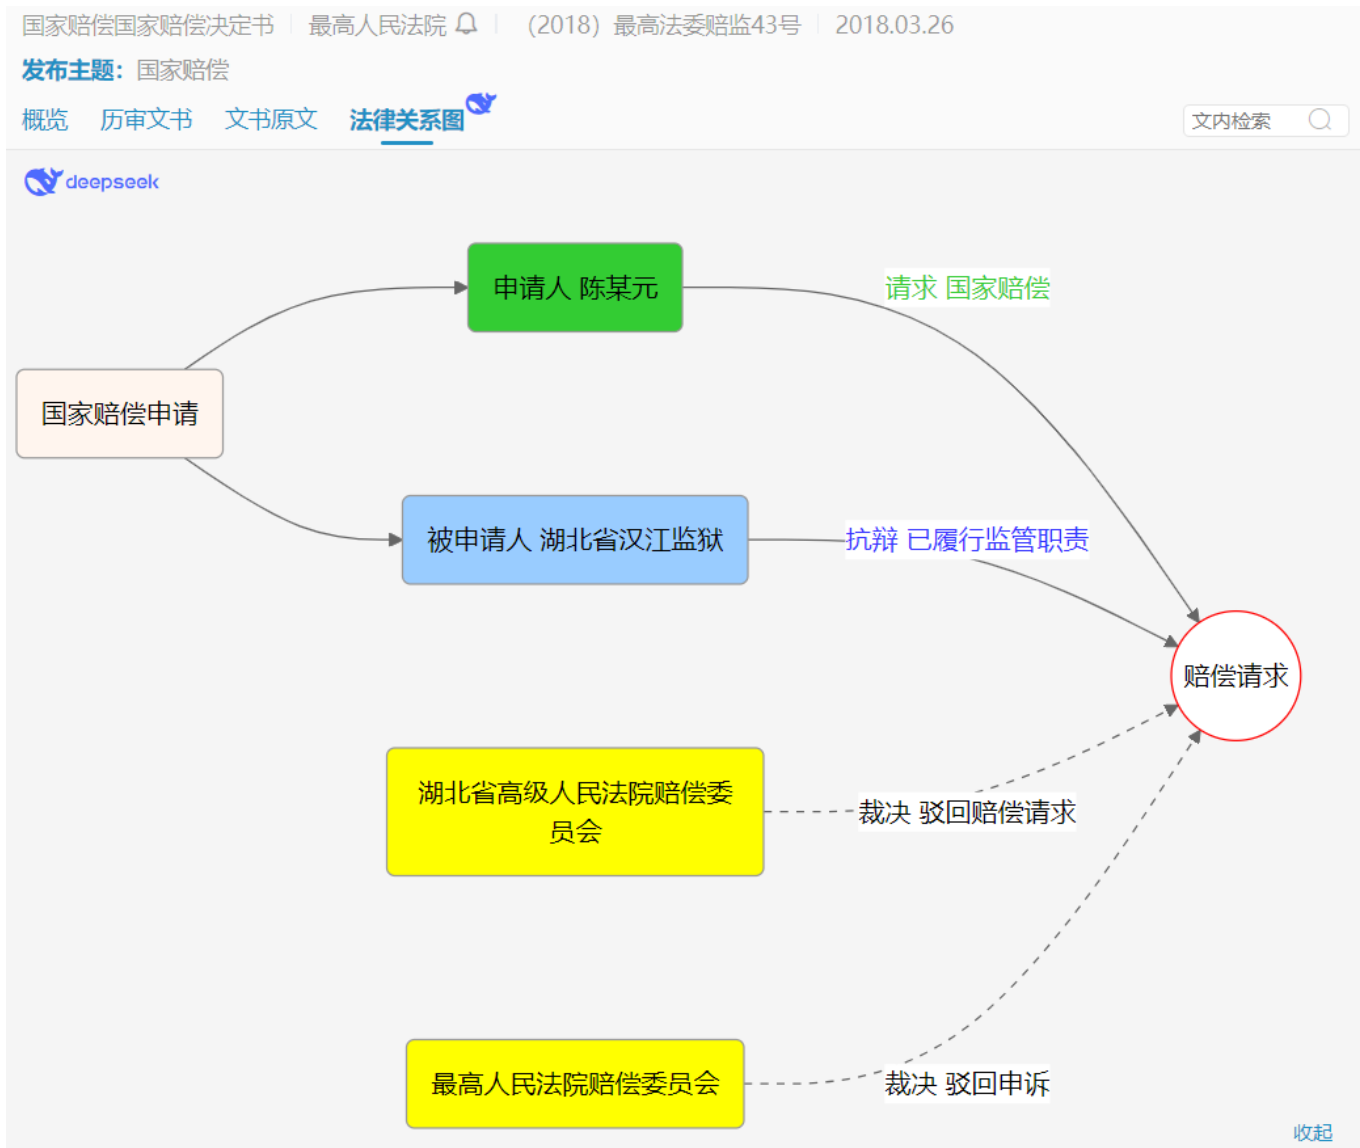 国家赔偿国家赔偿决定书 最高人民法院 （2018）最高法委赔监43号 2018.03.26
发布主题：国家赔偿
概览 历审文书 文书原文 法律关系图 文内检索
deepseek
申请人 陈某元
请求 国家赔偿
国家赔偿申请
被申请人 湖北省汉江监狱
抗辩 已履行监管职责
赔偿请求
湖北省高级人民法院赔偿委
员会
裁决 驳回赔偿请求
最高人民法院赔偿委员会
裁决 驳回申诉
收起